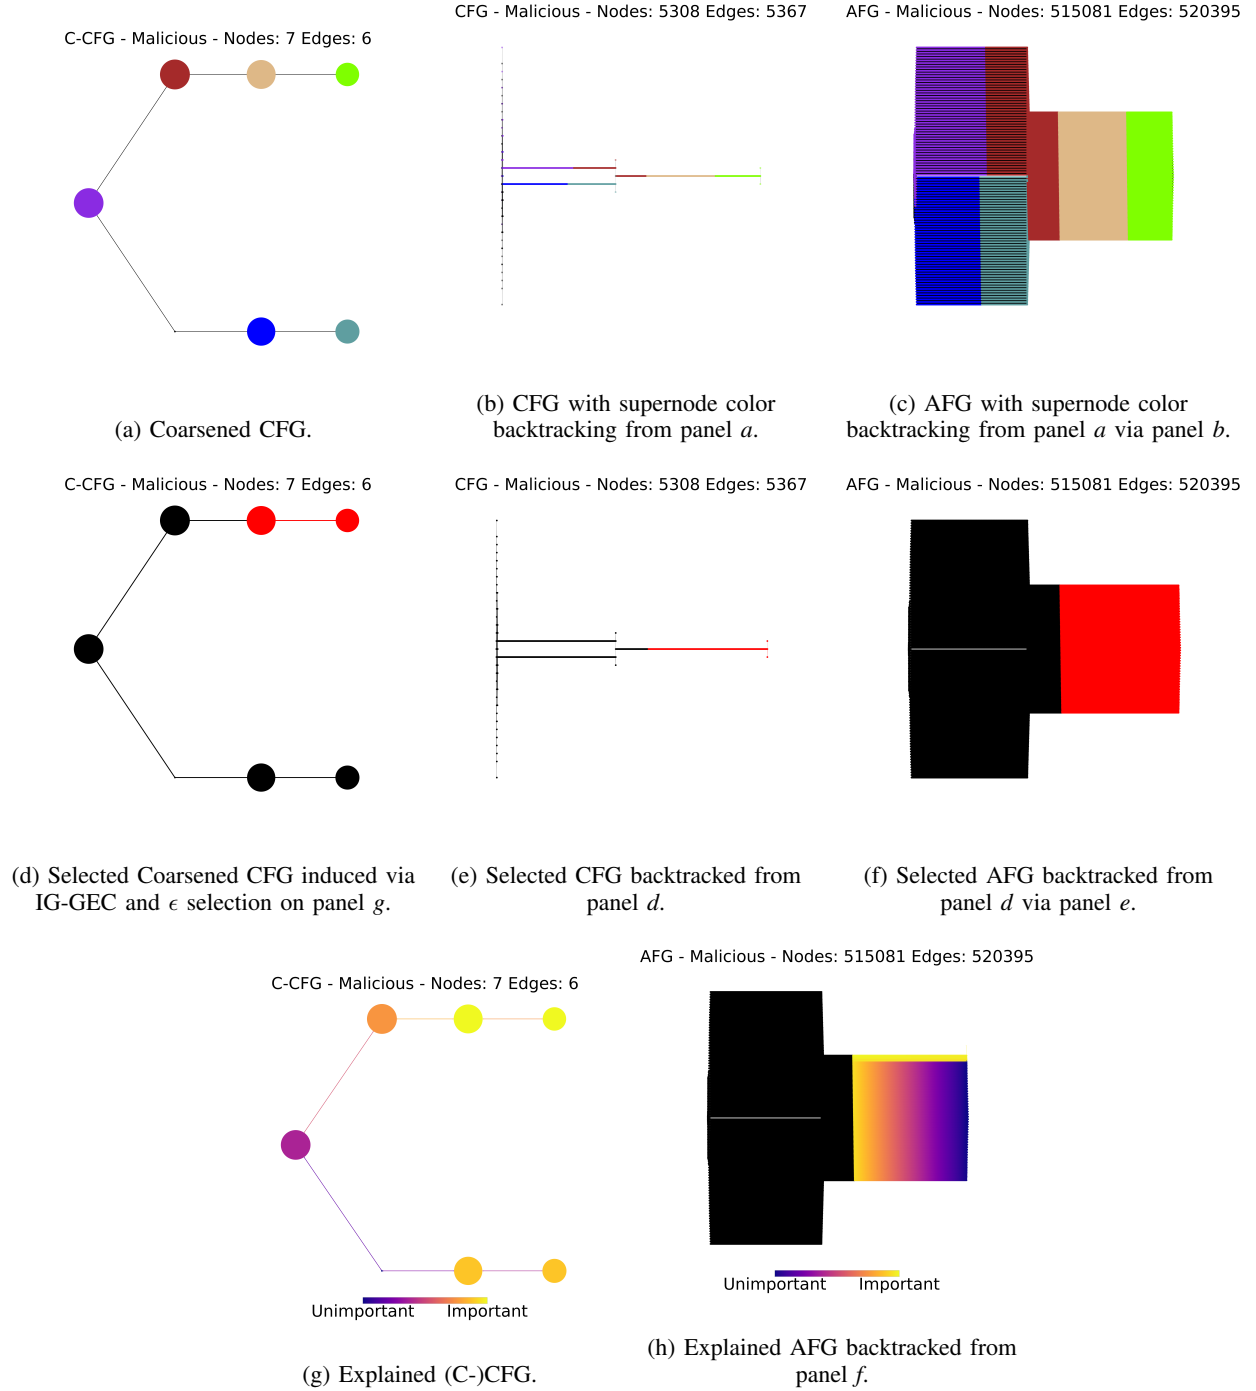 C-CFG - Malicious - Nodes: 7 Edges: 6
CFG - Malicious - Nodes: 5308 Edges: 5367
AFG - Malicious - Nodes: 515081 Edges: 520395
(a) Coarsened CFG.
(b) CFG with supernode color
backtracking from panel a.
(c) AFG with supernode color
backtracking from panel a via panel b.
C-CFG - Malicious - Nodes: 7 Edges: 6
CFG - Malicious - Nodes: 5308 Edges: 5367
AFG - Malicious - Nodes: 515081 Edges: 520395
(d) Selected Coarsened CFG induced via
IG-GEC and ϵ selection on panel g.
(e) Selected CFG backtracked from
panel d.
(f) Selected AFG backtracked from
panel d via panel e.
C-CFG - Malicious - Nodes: 7 Edges: 6
Unimportant Important
(g) Explained (C-)CFG.
AFG - Malicious - Nodes: 515081 Edges: 520395
Unimportant Important
(h) Explained AFG backtracked from
panel f.